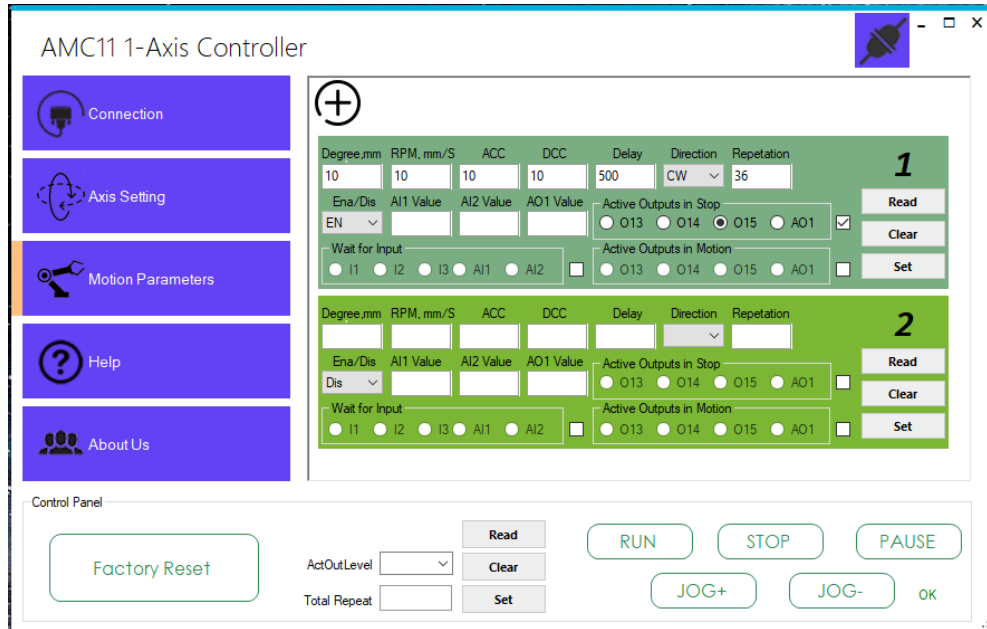 AMC11 1-Axis Controller
Connection
Axis Setting
Motion Parameters
Help
About Us
Degree,mm RPM, mm/S ACC DCC Delay Direction Repetation 1
10 10 10 10 500 CW 36
Read
Ena/Dis AI1 Value AI2 Value AO1 Value Active Outputs in Stop
EN O13 O14 O15 AO1
Clear
Wait for Input Active Outputs in Motion
I1 I2 I3 AI1 AI2 O13 O14 O15 AO1
Set
Degree,mm RPM, mm/S ACC DCC Delay Direction Repetation 2
Read
Ena/Dis AI1 Value AI2 Value AO1 Value Active Outputs in Stop
Dis O13 O14 O15 AO1
Clear
Wait for Input Active Outputs in Motion
I1 I2 I3 AI1 AI2 O13 O14 O15 AO1
Set
Control Panel
Factory Reset
Read
ActOutLevel Clear
Total Repeat Set
RUN STOP PAUSE
JOG+ JOG- OK